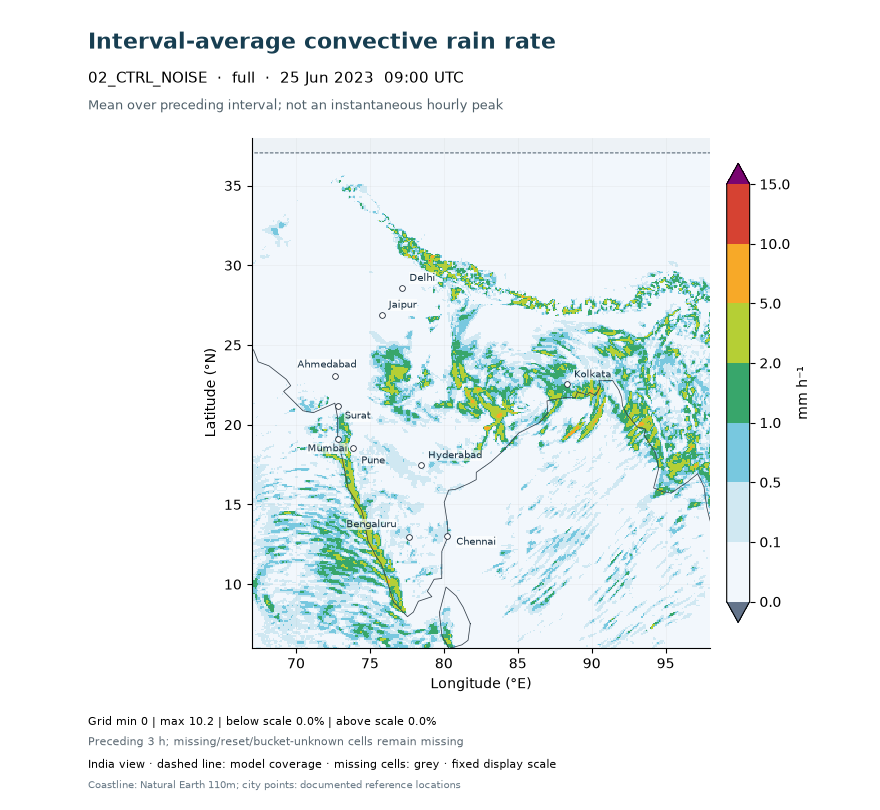 Interval-average convective rain rate
02_CTRL_NOISE · full · 25 Jun 2023 09:00 UTC
Mean over preceding interval; not an instantaneous hourly peak
35
30
25
20
15
10
Latitude (°N)
70
75
80
85
90
95
Longitude (°E)
Delhi
Jaipur
Ahmedabad
Kolkata
Surat
Mumbai
Pune
Hyderabad
Bengaluru
Chennai
15.0
10.0
5.0
2.0
1.0
0.5
0.1
0.0
mm h⁻¹
Grid min 0 | max 10.2 | below scale 0.0% | above scale 0.0%
Preceding 3 h; missing/reset/bucket-unknown cells remain missing
India view · dashed line: model coverage · missing cells: grey · fixed display scale
Coastline: Natural Earth 110m; city points: documented reference locations